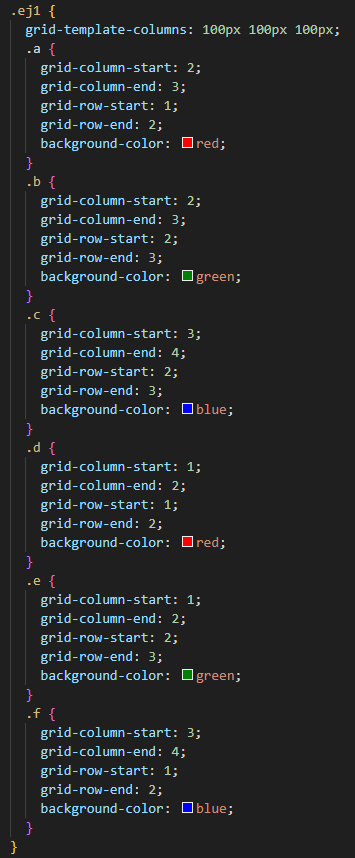 .ej1 {
  grid-template-columns: 100px 100px 100px;
  .a {
    grid-column-start: 2;
    grid-column-end: 3;
    grid-row-start: 1;
    grid-row-end: 2;
    background-color: red;
  }
  .b {
    grid-column-start: 2;
    grid-column-end: 3;
    grid-row-start: 2;
    grid-row-end: 3;
    background-color: green;
  }
  .c {
    grid-column-start: 3;
    grid-column-end: 4;
    grid-row-start: 2;
    grid-row-end: 3;
    background-color: blue;
  }
  .d {
    grid-column-start: 1;
    grid-column-end: 2;
    grid-row-start: 1;
    grid-row-end: 2;
    background-color: red;
  }
  .e {
    grid-column-start: 1;
    grid-column-end: 2;
    grid-row-start: 2;
    grid-row-end: 3;
    background-color: green;
  }
  .f {
    grid-column-start: 3;
    grid-column-end: 4;
    grid-row-start: 1;
    grid-row-end: 2;
    background-color: blue;
  }
}